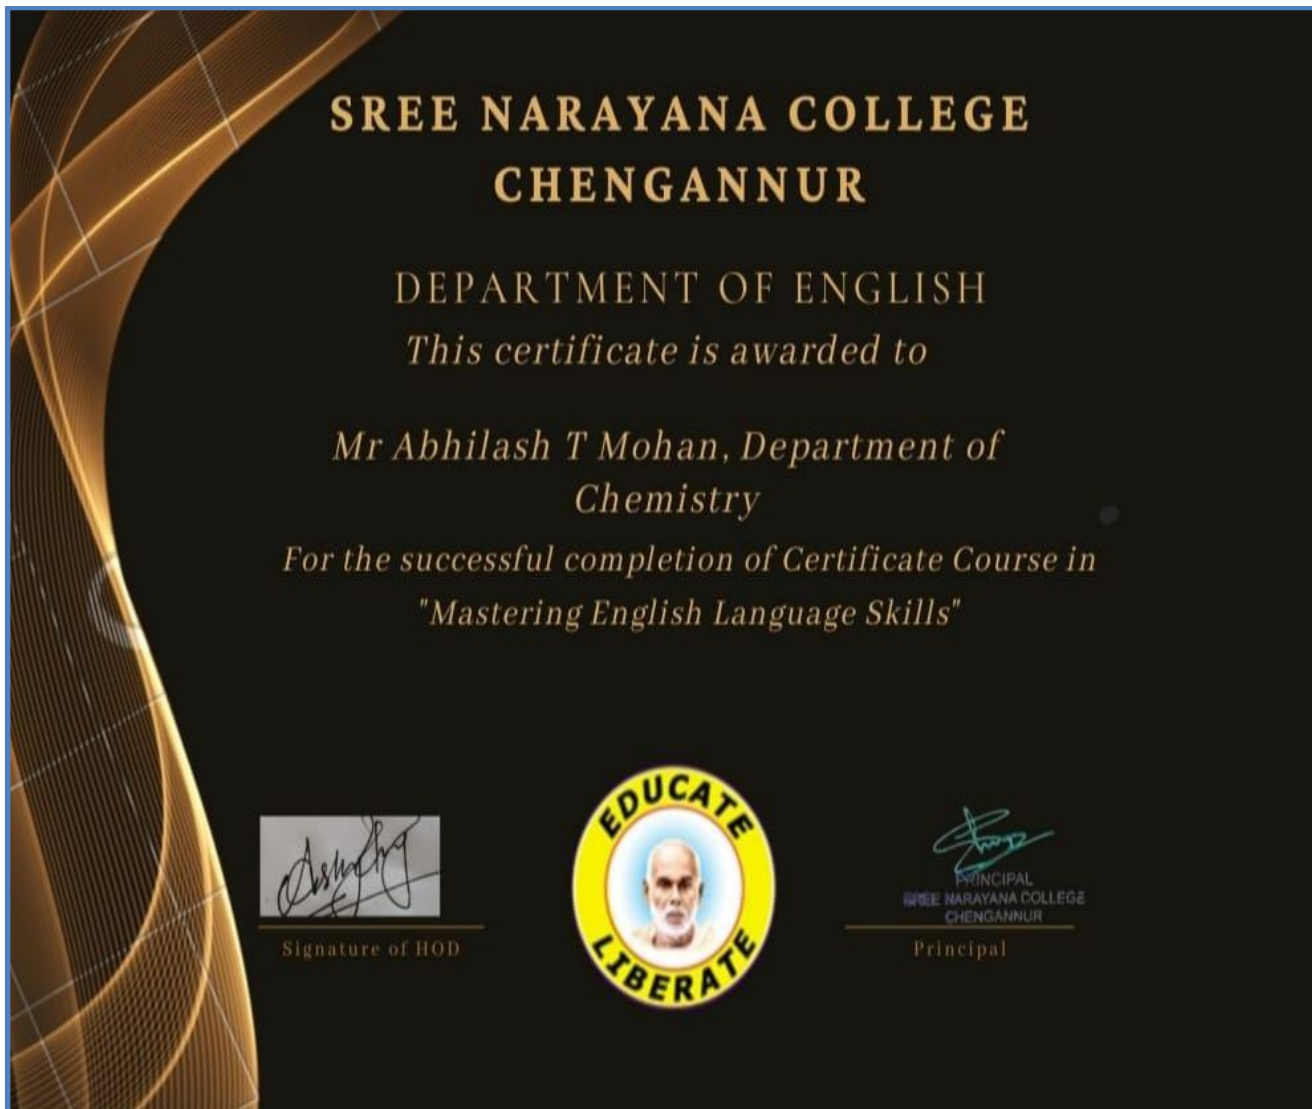 SREE NARAYANA COLLEGE
CHENGANNUR
DEPARTMENT OF ENGLISH
This certificate is awarded to
Mr Abhilash T Mohan, Department of
Chemistry
For the successful completion of Certificate Course in
"Mastering English Language Skills"
EDUCATE
LIBERATE
Signature of HOD
PRINCIPAL
SREE NARAYANA COLLEGE
CHENGANNUR
Principal